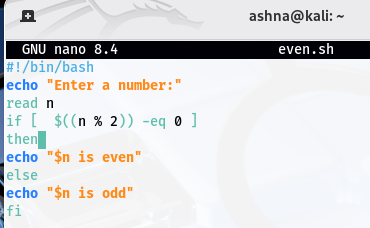 ashna@kali: ~
GNU nano 8.4 even.sh
#!/bin/bash
echo "Enter a number:"
read n
if [  $((n % 2)) -eq 0 ]
then
echo "$n is even"
else
echo "$n is odd"
fi